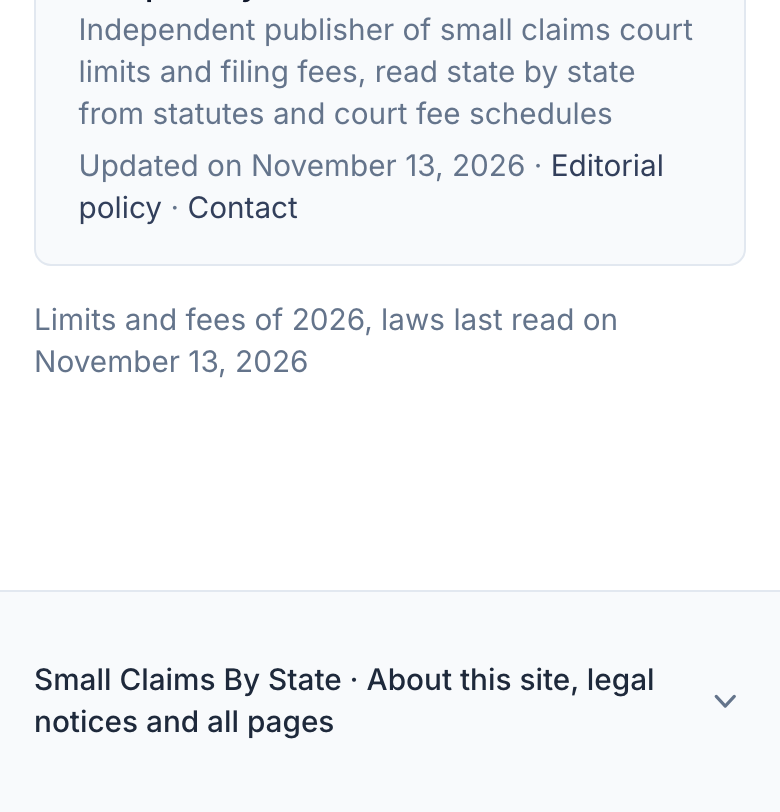 Independent publisher of small claims court
limits and filing fees, read state by state
from statutes and court fee schedules
Updated on November 13, 2026 · Editorial
policy · Contact
Limits and fees of 2026, laws last read on
November 13, 2026
Small Claims By State · About this site, legal
notices and all pages